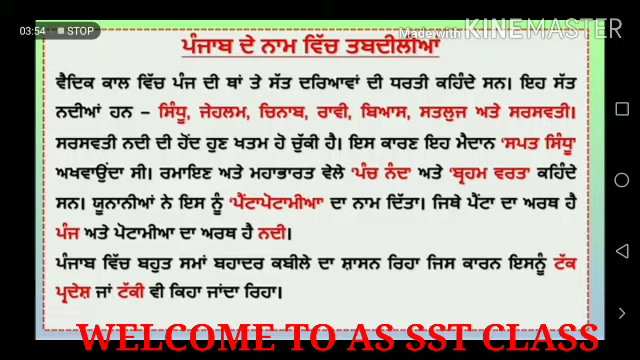 03:54 STOP
Made with KINEMASTER
ਪੰਜਾਬ ਦੇ ਨਾਮ ਵਿੱਚ ਤਬਦੀਲੀਆਂ
ਵੈਦਿਕ ਕਾਲ ਵਿੱਚ ਪੰਜ ਦੀ ਥਾਂ ਤੇ ਸੱਤ ਦਰਿਆਵਾਂ ਦੀ ਧਰਤੀ ਕਹਿੰਦੇ ਸਨ। ਇਹ ਸੱਤ
ਨਦੀਆਂ ਹਨ – ਸਿੰਧੂ, ਜੇਹਲਮ, ਚਿਨਾਬ, ਰਾਵੀ, ਬਿਆਸ, ਸਤਲੁਜ ਅਤੇ ਸਰਸਵਤੀ।
ਸਰਸਵਤੀ ਨਦੀ ਦੀ ਹੋਂਦ ਹੁਣ ਖਤਮ ਹੋ ਚੁੱਕੀ ਹੈ। ਇਸ ਕਾਰਣ ਇਹ ਮੈਦਾਨ 'ਸਪਤ ਸਿੰਧੂ'
ਅਖਵਾਉਂਦਾ ਸੀ। ਰਮਾਇਣ ਅਤੇ ਮਹਾਭਾਰਤ ਵੇਲੇ 'ਪੰਚ ਨੰਦ' ਅਤੇ 'ਬ੍ਰਹਮ ਵਰਤ' ਕਹਿੰਦੇ
ਸਨ। ਯੂਨਾਨੀਆਂ ਨੇ ਇਸ ਨੂੰ 'ਪੈਂਟਾਪੋਟਾਮੀਆ' ਦਾ ਨਾਮ ਦਿੱਤਾ। ਜਿਥੇ ਪੈਂਟਾ ਦਾ ਅਰਥ ਹੈ
ਪੰਜ ਅਤੇ ਪੋਟਾਮੀਆ ਦਾ ਅਰਥ ਹੈ ਨਦੀ।
ਪੰਜਾਬ ਵਿੱਚ ਬਹੁਤ ਸਮਾਂ ਬਹਾਦਰ ਕਬੀਲੇ ਦਾ ਸ਼ਾਸਨ ਰਿਹਾ ਜਿਸ ਕਾਰਨ ਇਸਨੂੰ ਟੱਕ
ਪ੍ਰਦੇਸ਼ ਜਾਂ ਟੱਕੀ ਵੀ ਕਿਹਾ ਜਾਂਦਾ ਰਿਹਾ।
WELCOME TO AS SST CLASS